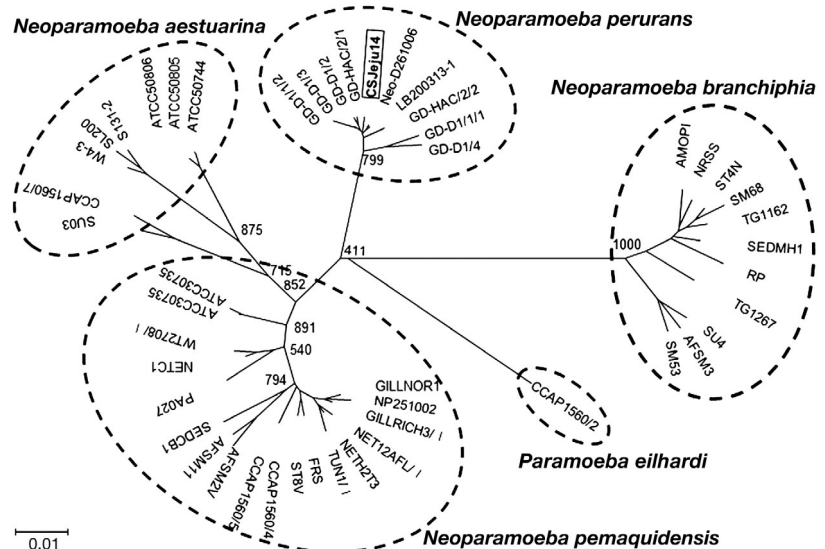 Neoparamoeba aestuarina
Neoparamoeba perurans
Neoparamoeba branchiphia
Paramoeba eilhardi
Neoparamoeba pemaquidensis
CCAP1560/7
SU03
W4-3
SL200
S131-2
ATCC50806
ATCC50805
ATCC50744
GD-D1/1/2
GD-D1/3
GD-D1/2
GD-HAC/2/1
CSJeju14
Neo-D261006
LB200313-1
GD-HAC/2/2
GD-D1/1/1
GD-D1/4
799
AMOPI
NRSS
ST4N
SM68
TG1162
SEDMH1
RP
TG1267
SU4
AFSM3
SM53
1000
411
875
715
852
891
540
794
CCAP1560/2
ATCC30735
ATCC30735
WT2708/ I
NETC1
PA027
SEDCB1
AFSM11
AFSM2V
CCAP1560/5
CCAP1560/4
ST8V
FRS
TUN1/ I
NETH2T3
NET12AFL/ I
GILLRICH3/ I
NP251002
GILLNOR1
0.01